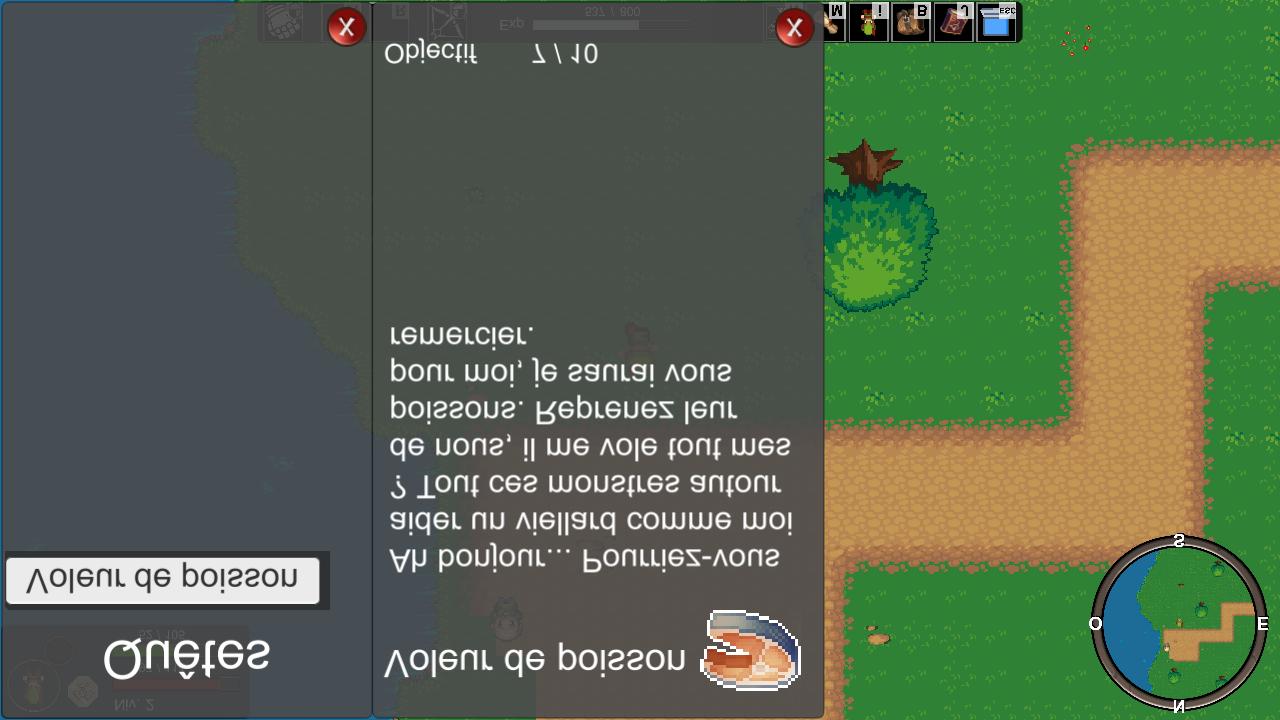 Quêtes
Voleur de poisson
Voleur de poisson
Ah bonjour... Pourriez-vous
aider un viellard comme moi
? Tout ces monstres autour
de nous, il me vole tout mes
poissons. Reprenez leur
pour moi, je saurai vous
remercier.
Objectif 7 / 10
Niv. 2
Exp 537 / 800
R
M I B J ESC
N
O E
S